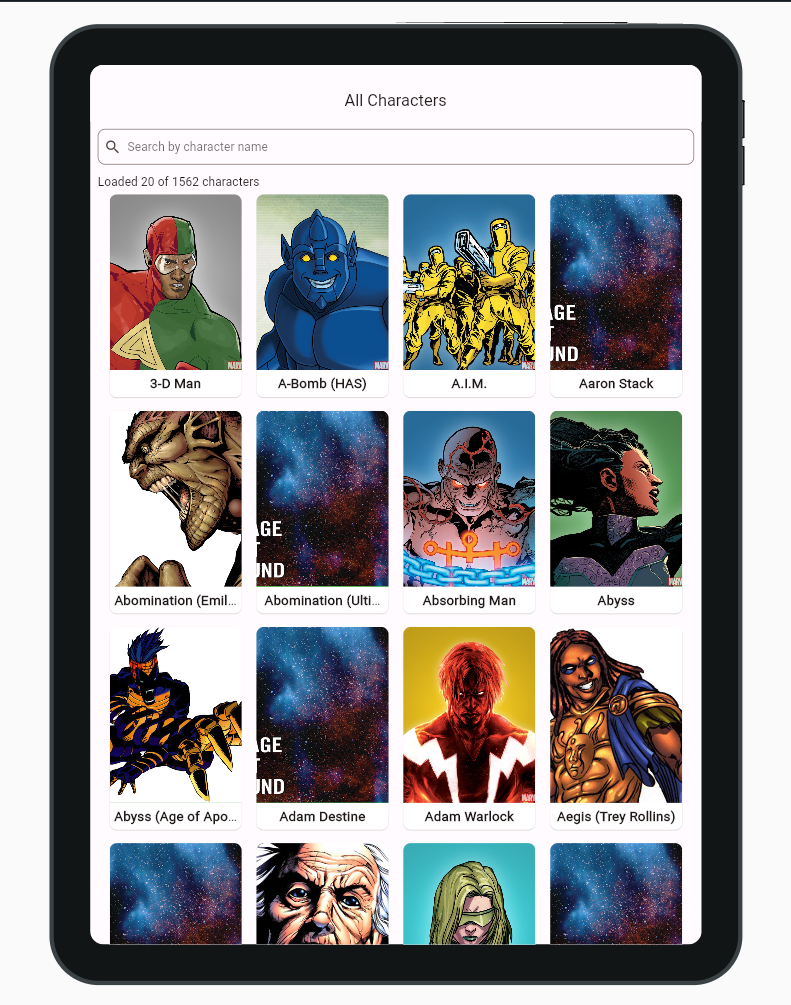 All Characters
Search by character name
Loaded 20 of 1562 characters
3-D Man
A-Bomb (HAS)
A.I.M.
AGE
UND
Aaron Stack
Abomination (Emil...
AGE
UND
Abomination (Ulti...
Absorbing Man
Abyss
Abyss (Age of Apo...
AGE
UND
Adam Destine
Adam Warlock
Aegis (Trey Rollins)